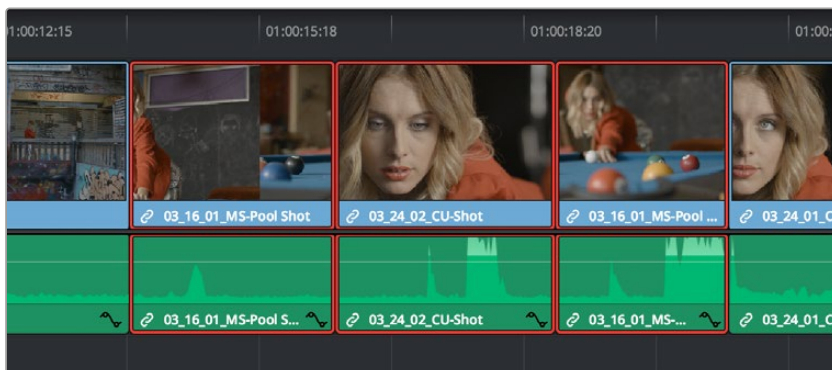 01:00:12:15
01:00:15:18
01:00:18:20
01:00:
03_16_01_MS-Pool Shot
03_24_02_CU-Shot
03_16_01_MS-Pool ...
03_24_01_C
03_16_01_MS-Pool S...
03_24_02_CU-Shot
03_16_01_MS-...
03_24_01_C